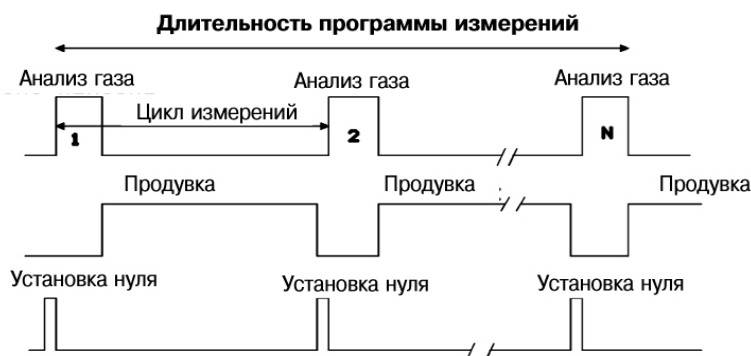 Длительность программы измерений
Анализ газа Анализ газа Анализ газа
Цикл измерений
1 2 N
Продувка Продувка Продувка
Установка нуля Установка нуля Установка нуля